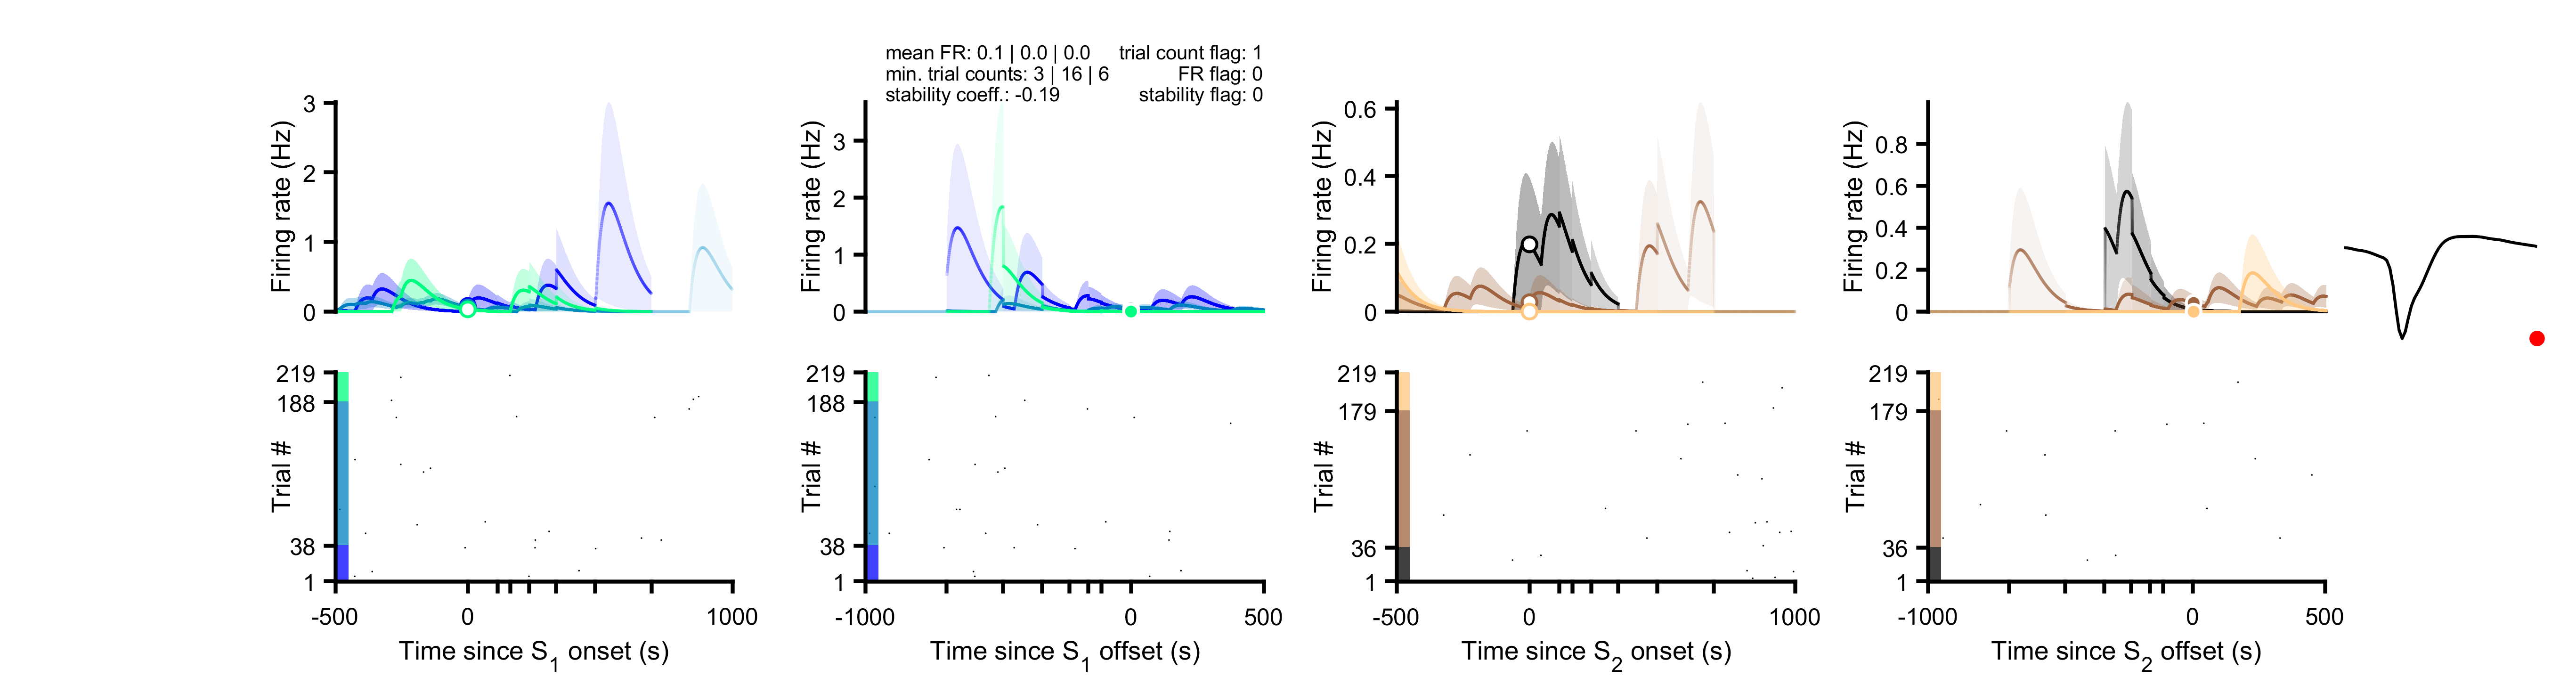 mean FR: 0.1 | 0.0 | 0.0 trial count flag: 1
min. trial counts: 3 | 16 | 6 FR flag: 0
stability coeff.: -0.19 stability flag: 0
Firing rate (Hz)
3
2
1
0
Firing rate (Hz)
3
2
1
0
Firing rate (Hz)
0.6
0.4
0.2
0
Firing rate (Hz)
0.8
0.6
0.4
0.2
0
Trial #
219
188
38
1
-500 0 1000
Time since S1 onset (s)
Trial #
219
188
38
1
-1000 0 500
Time since S1 offset (s)
Trial #
219
179
36
1
-500 0 1000
Time since S2 onset (s)
Trial #
219
179
36
1
-1000 0 500
Time since S2 offset (s)